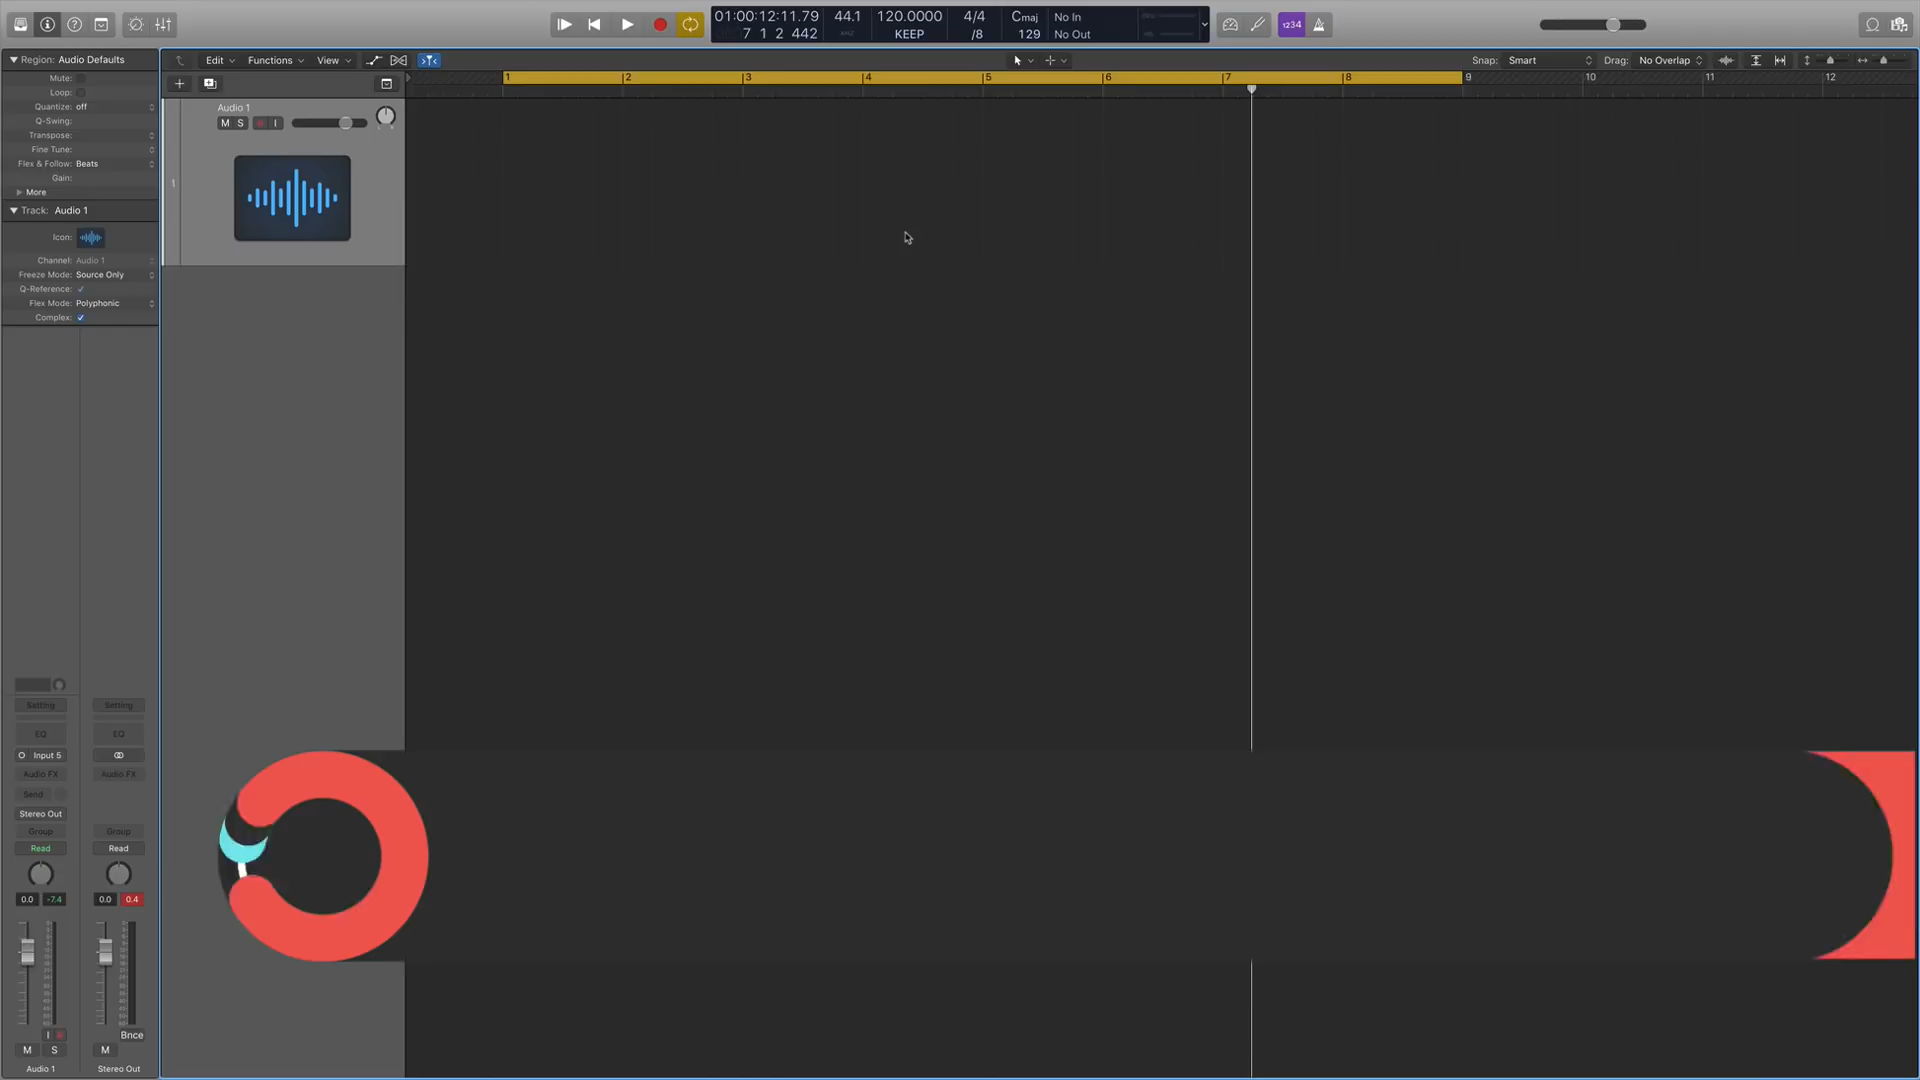 01:00:12:11.79
7 1 2 442
44.1
120.0000
KEEP
4/4
/8
Cmaj
129
No In
No Out
1234
Region: Audio Defaults
Mute:
Loop:
Quantize: off
Q-Swing:
Transpose:
Fine Tune:
Flex & Follow: Beats
Gain:
More
Track: Audio 1
Icon:
Channel: Audio 1
Freeze Mode: Source Only
Q-Reference:
Flex Mode: Polyphonic
Complex:
Edit
Functions
View
Snap: Smart
Drag: No Overlap
1 2 3 4 5 6 7 8 9 10 11 12
Audio 1
M S R I
1
Setting Setting
EQ EQ
Input 5
Audio FX Audio FX
Send
Stereo Out
Group Group
Read Read
0.0 -7.4 0.0 0.4
I R Bnce
M S M
Audio 1 Stereo Out